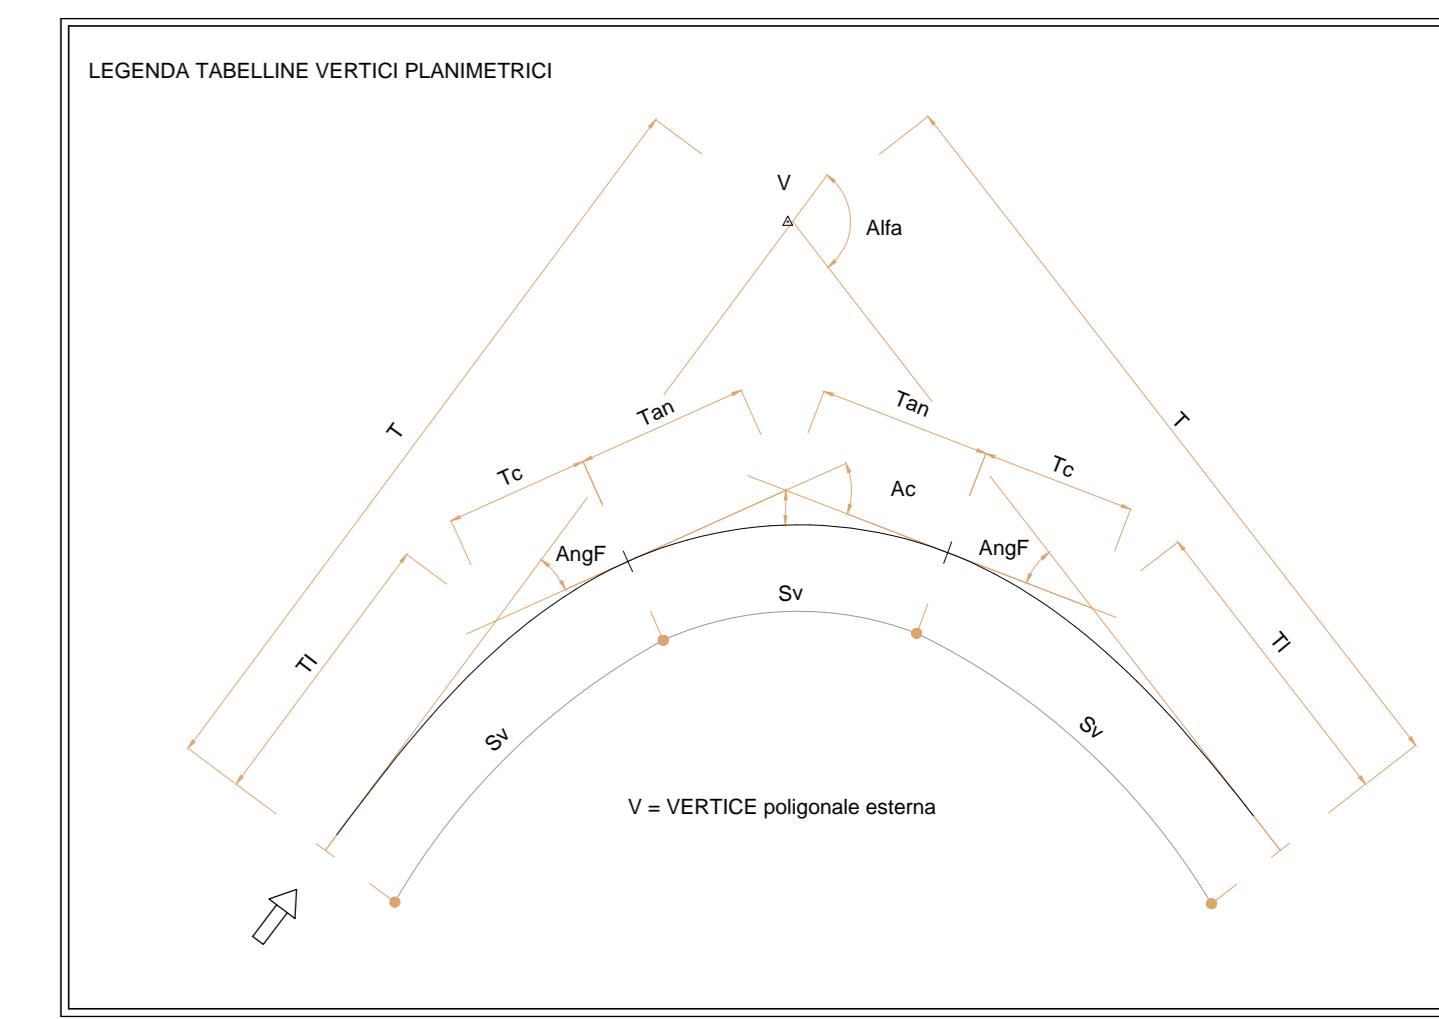 LEGENDA TABELLINE VERTICI PLANIMETRICI
V
Alfa
T
T
Tan
Tan
Tc
Tc
Ac
AngF
AngF
Sv
Tl
Tl
Sv
Sv
V = VERTICE poligonale esterna